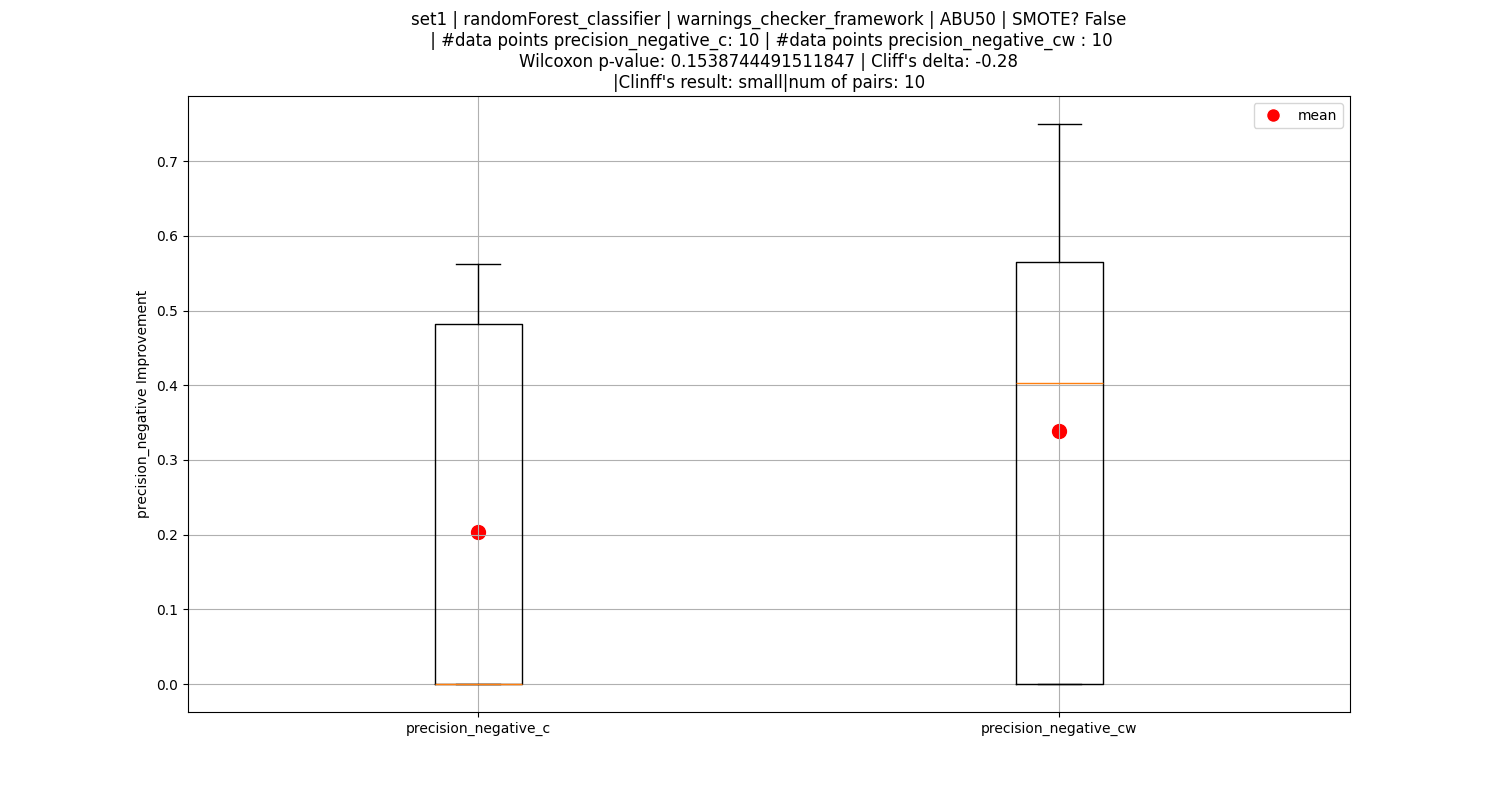 set1 | randomForest_classifier | warnings_checker_framework | ABU50 | SMOTE? False
| #data points precision_negative_c: 10 | #data points precision_negative_cw : 10
Wilcoxon p-value: 0.1538744491511847 | Cliff's delta: -0.28
|Clinff's result: small|num of pairs: 10
mean
0.7
0.6
0.5
0.4
0.3
0.2
0.1
0.0
precision_negative Improvement
precision_negative_c
precision_negative_cw